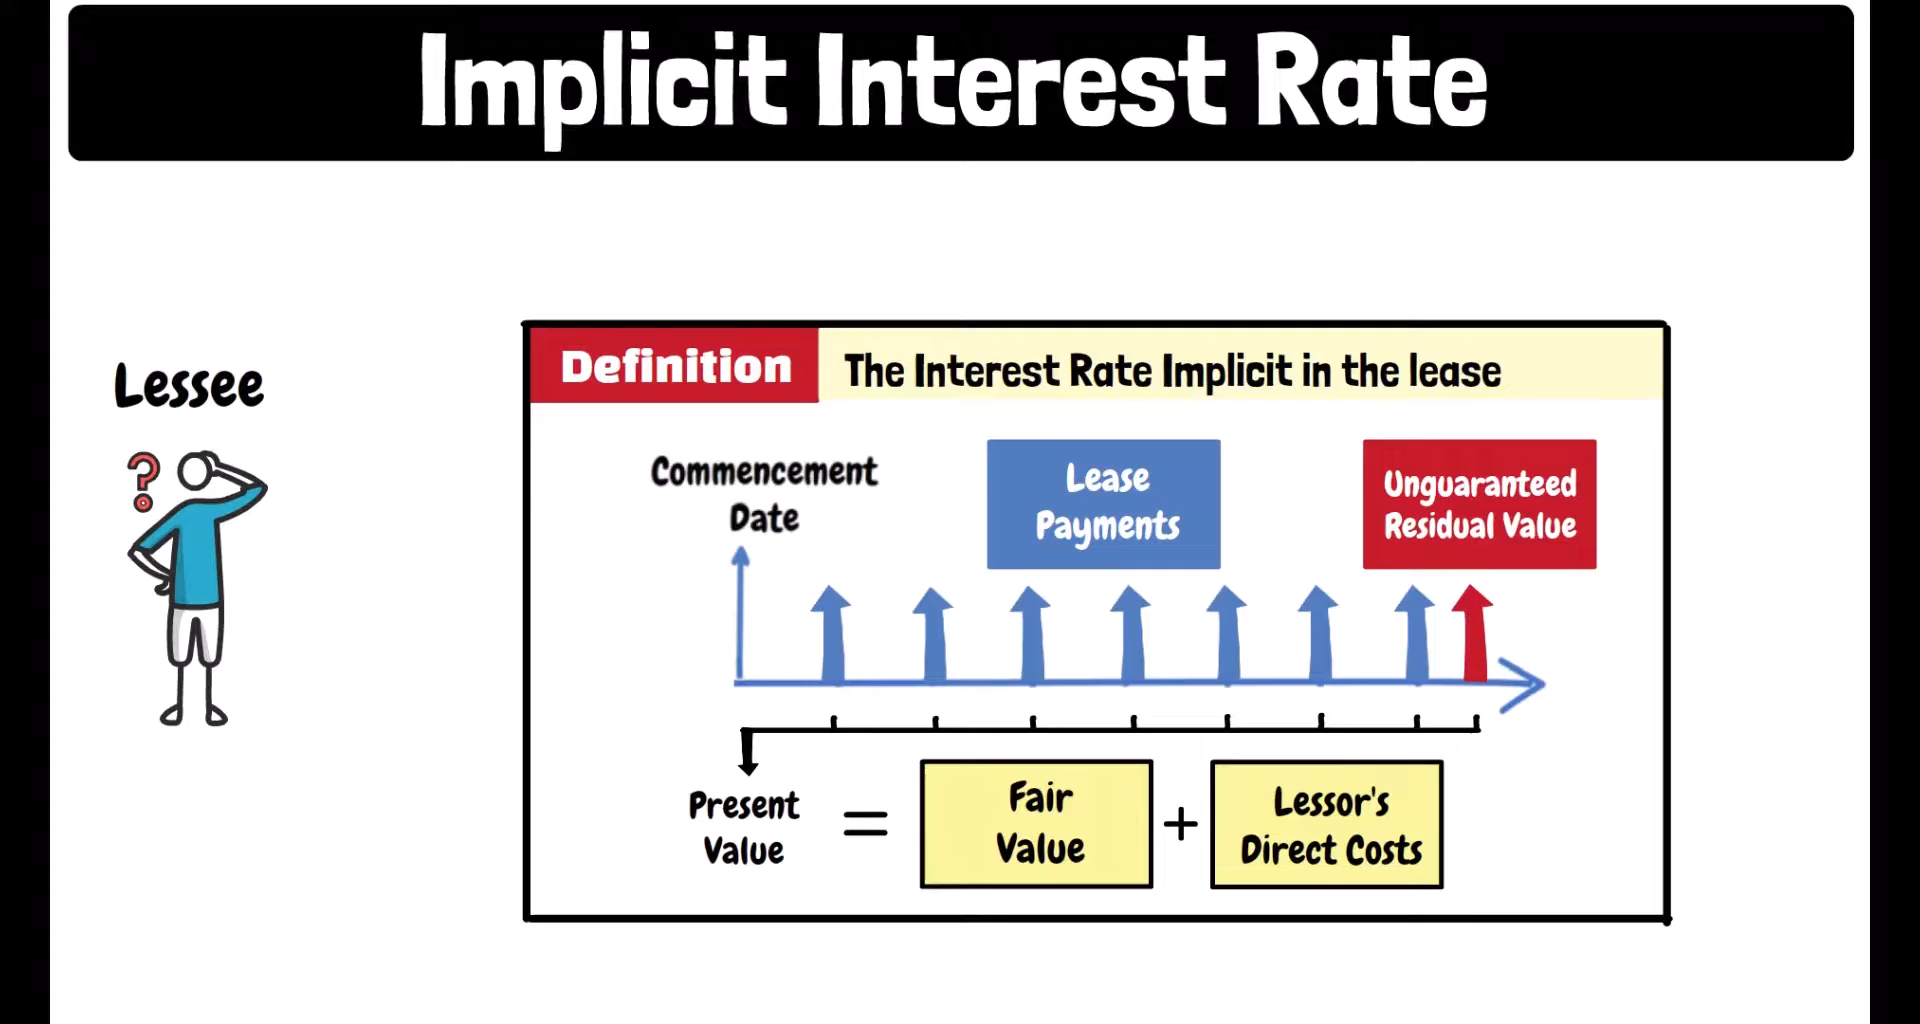 Implicit Interest Rate
Lessee
?
Definition
The Interest Rate Implicit in the lease
Commencement
Date
Lease
Payments
Unguaranteed
Residual Value
Present
Value
=
Fair
Value
+
Lessor's
Direct Costs